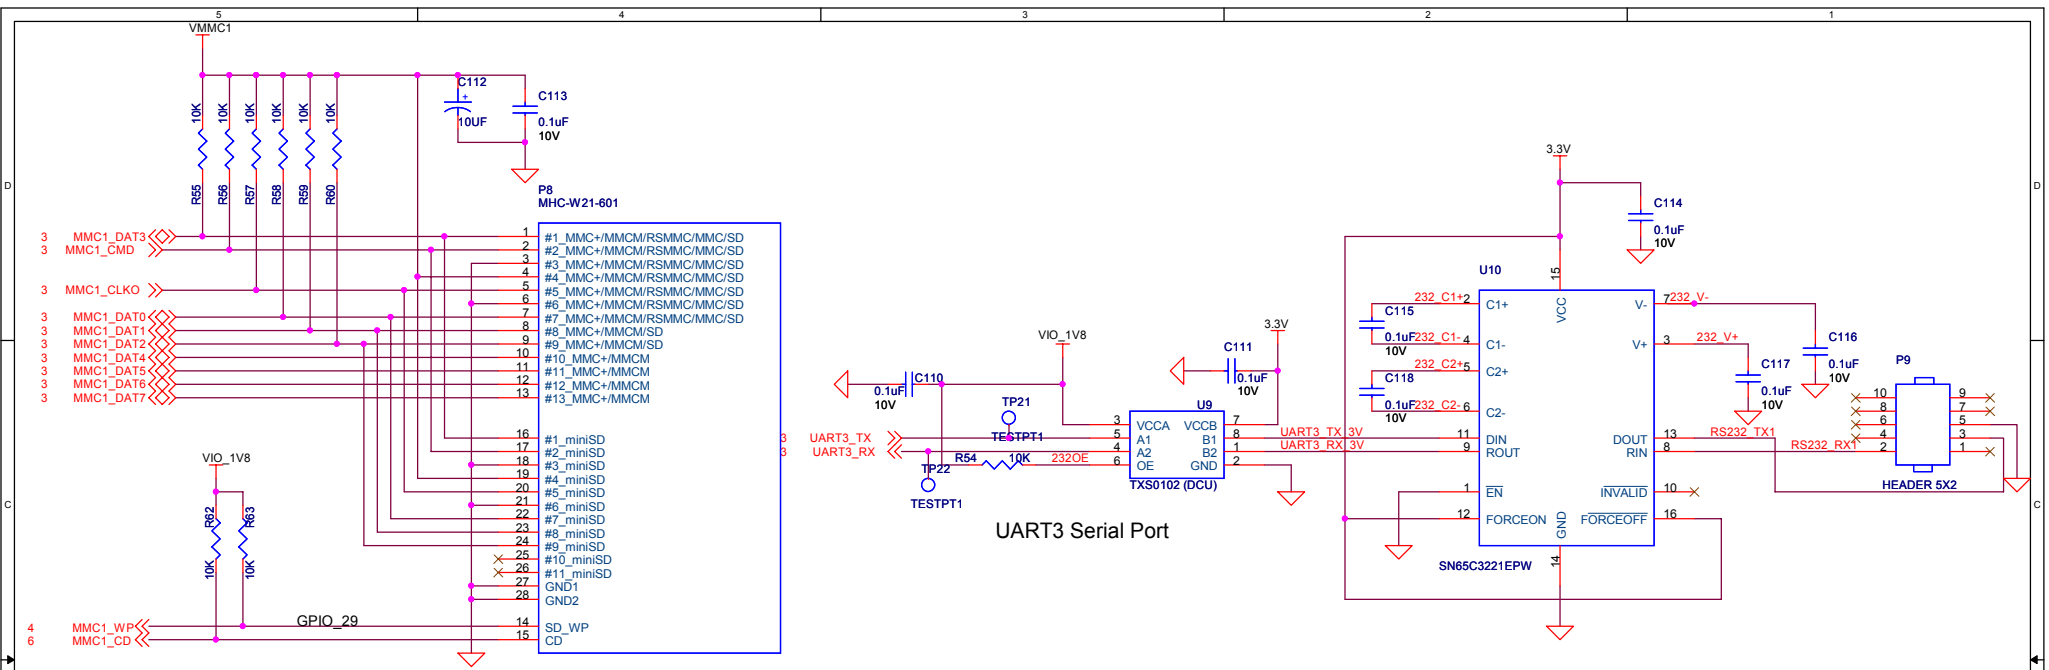 5 4 3 2 1
VMMC1
10K 10K 10K 10K 10K 10K
R55 R56 R57 R58 R59 R60
C112
10UF
C113
0.1uF
10V
D
D
P8
MHC-W21-601
3 MMC1_DAT3
3 MMC1_CMD
3 MMC1_CLKO
3 MMC1_DAT0
3 MMC1_DAT1
3 MMC1_DAT2
3 MMC1_DAT4
3 MMC1_DAT5
3 MMC1_DAT6
3 MMC1_DAT7
1 #1_MMC+/MMCM/RSMMC/MMC/SD
2 #2_MMC+/MMCM/RSMMC/MMC/SD
3 #3_MMC+/MMCM/RSMMC/MMC/SD
4 #4_MMC+/MMCM/RSMMC/MMC/SD
5 #5_MMC+/MMCM/RSMMC/MMC/SD
6 #6_MMC+/MMCM/RSMMC/MMC/SD
7 #7_MMC+/MMCM/RSMMC/MMC/SD
8 #8_MMC+/MMCM/SD
9 #9_MMC+/MMCM/SD
10 #10_MMC+/MMCM
11 #11_MMC+/MMCM
12 #12_MMC+/MMCM
13 #13_MMC+/MMCM
16 #1_miniSD
17 #2_miniSD
18 #3_miniSD
19 #4_miniSD
20 #5_miniSD
21 #6_miniSD
22 #7_miniSD
23 #8_miniSD
24 #9_miniSD
25 #10_miniSD
26 #11_miniSD
27 GND1
28 GND2
14 SD_WP
15 CD
VIO_1V8
R62 R63
10K 10K
C
C
GPIO_29
4 MMC1_WP
6 MMC1_CD
VIO_1V8
3.3V
C110
0.1uF
10V
C111
0.1uF
10V
TP21
TESTPT1
3 UART3_TX
3 UART3_RX
TP22
TESTPT1
R54 10K 232OE
U9
3 VCCA VCCB 7
5 A1 B1 8
4 A2 B2 1
6 OE GND 2
TXS0102 (DCU)
UART3_TX_3V
UART3_RX_3V
UART3 Serial Port
3.3V
C114
0.1uF
10V
U10
15
VCC
232_C1+ 2 C1+
232_C1- 4 C1-
232_C2+ 5 C2+
232_C2- 6 C2-
11 DIN
9 ROUT
1 EN
12 FORCEON
V- 7 232_V-
V+ 3 232_V+
DOUT 13 RS232_TX1
RIN 8 RS232_RX1
INVALID 10
FORCEOFF 16
GND
14
SN65C3221EPW
C115
0.1uF
10V
C118
0.1uF
10V
C116
0.1uF
10V
C117
0.1uF
10V
P9
10 9
8 7
6 5
4 3
2 1
HEADER 5X2